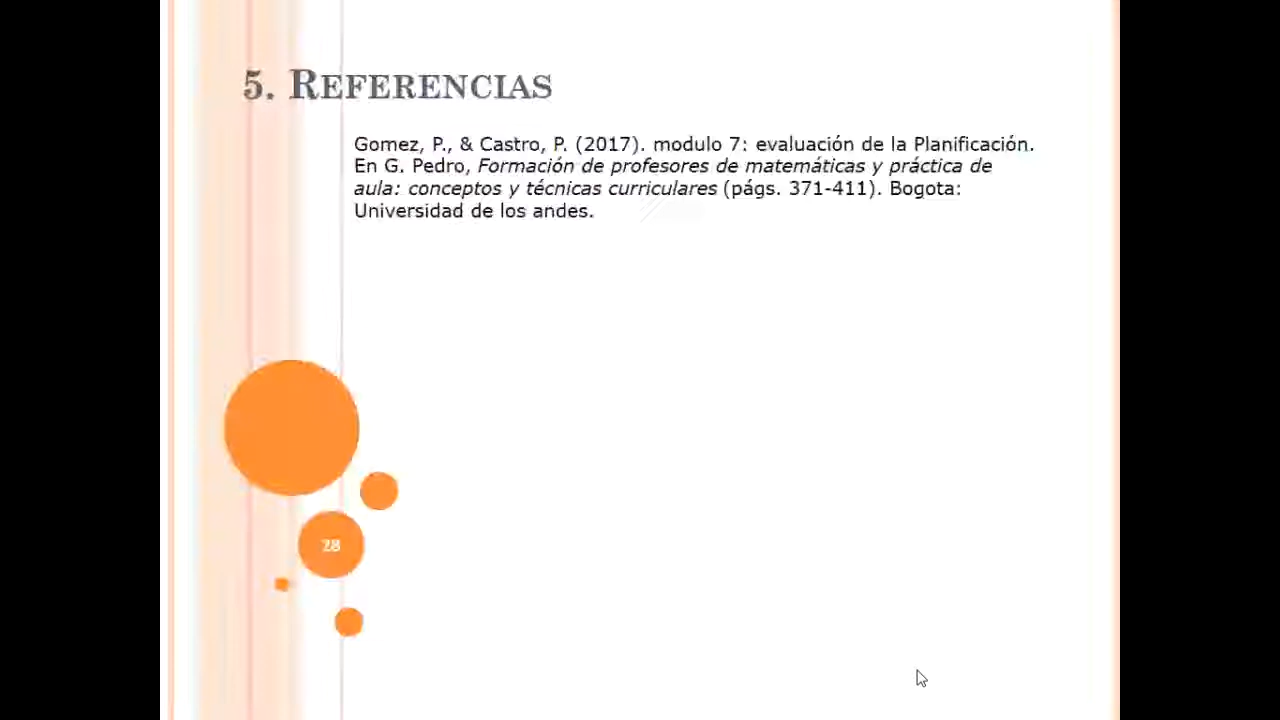 5. REFERENCIAS
Gomez, P., & Castro, P. (2017). modulo 7: evaluación de la Planificación.
En G. Pedro, Formación de profesores de matemáticas y práctica de
aula: conceptos y técnicas curriculares (págs. 371-411). Bogota:
Universidad de los andes.
28